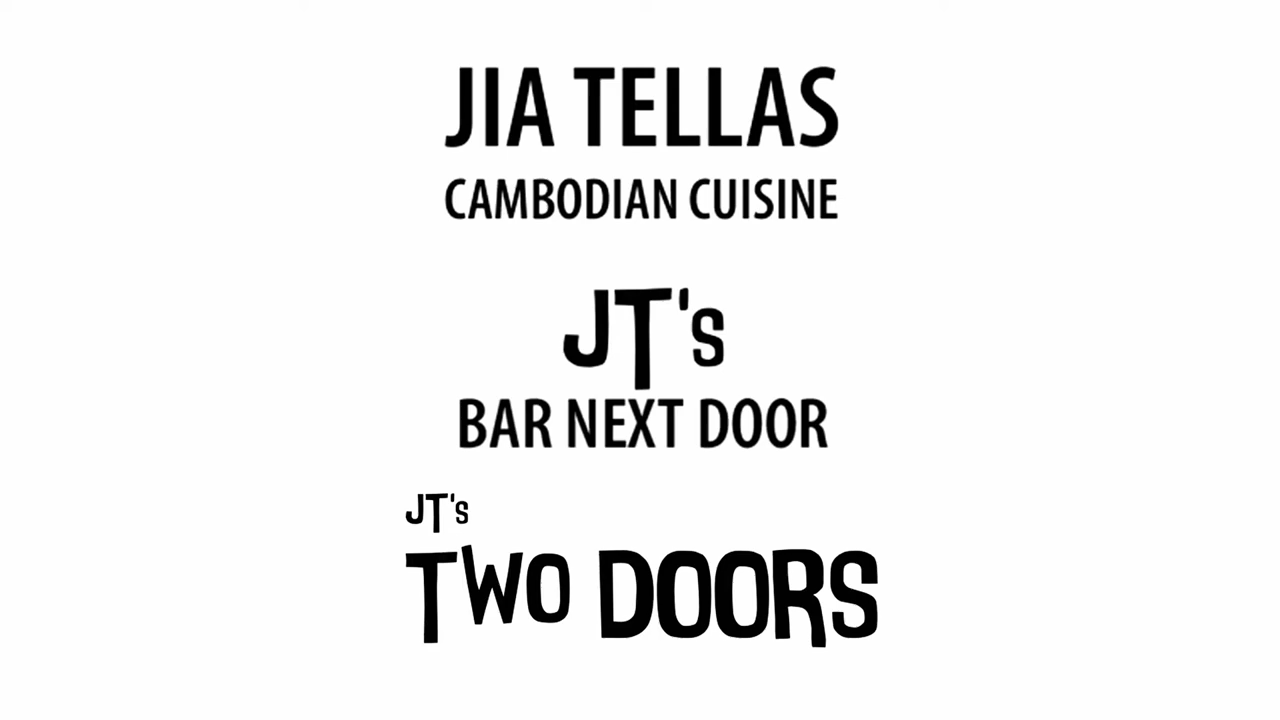 JIA TELLAS
CAMBODIAN CUISINE
JT's
BAR NEXT DOOR
JT's
TWO DOORS